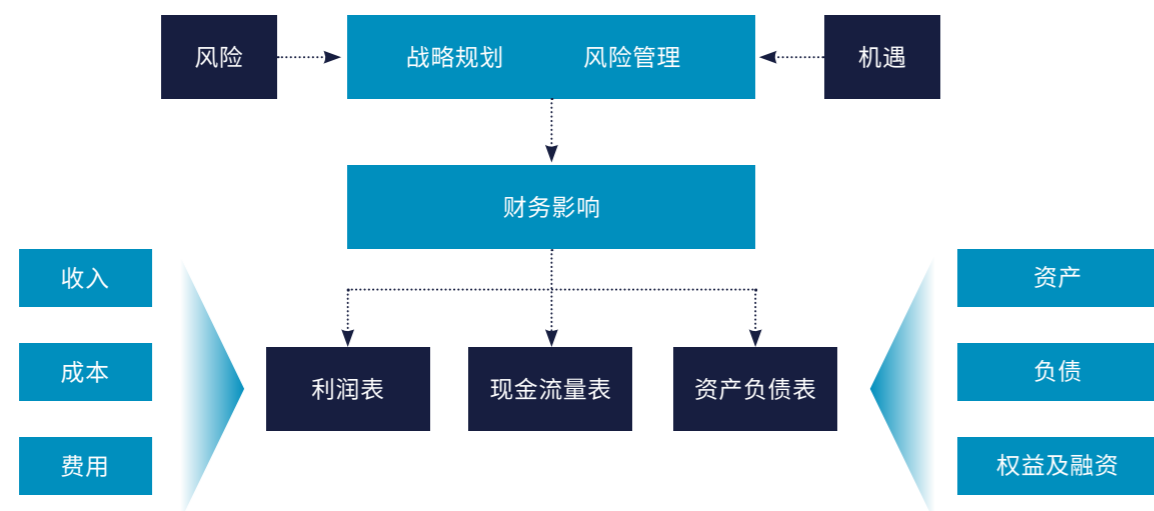 风险
战略规划 风险管理
机遇
财务影响
收入
成本
费用
利润表
现金流量表
资产负债表
资产
负债
权益及融资